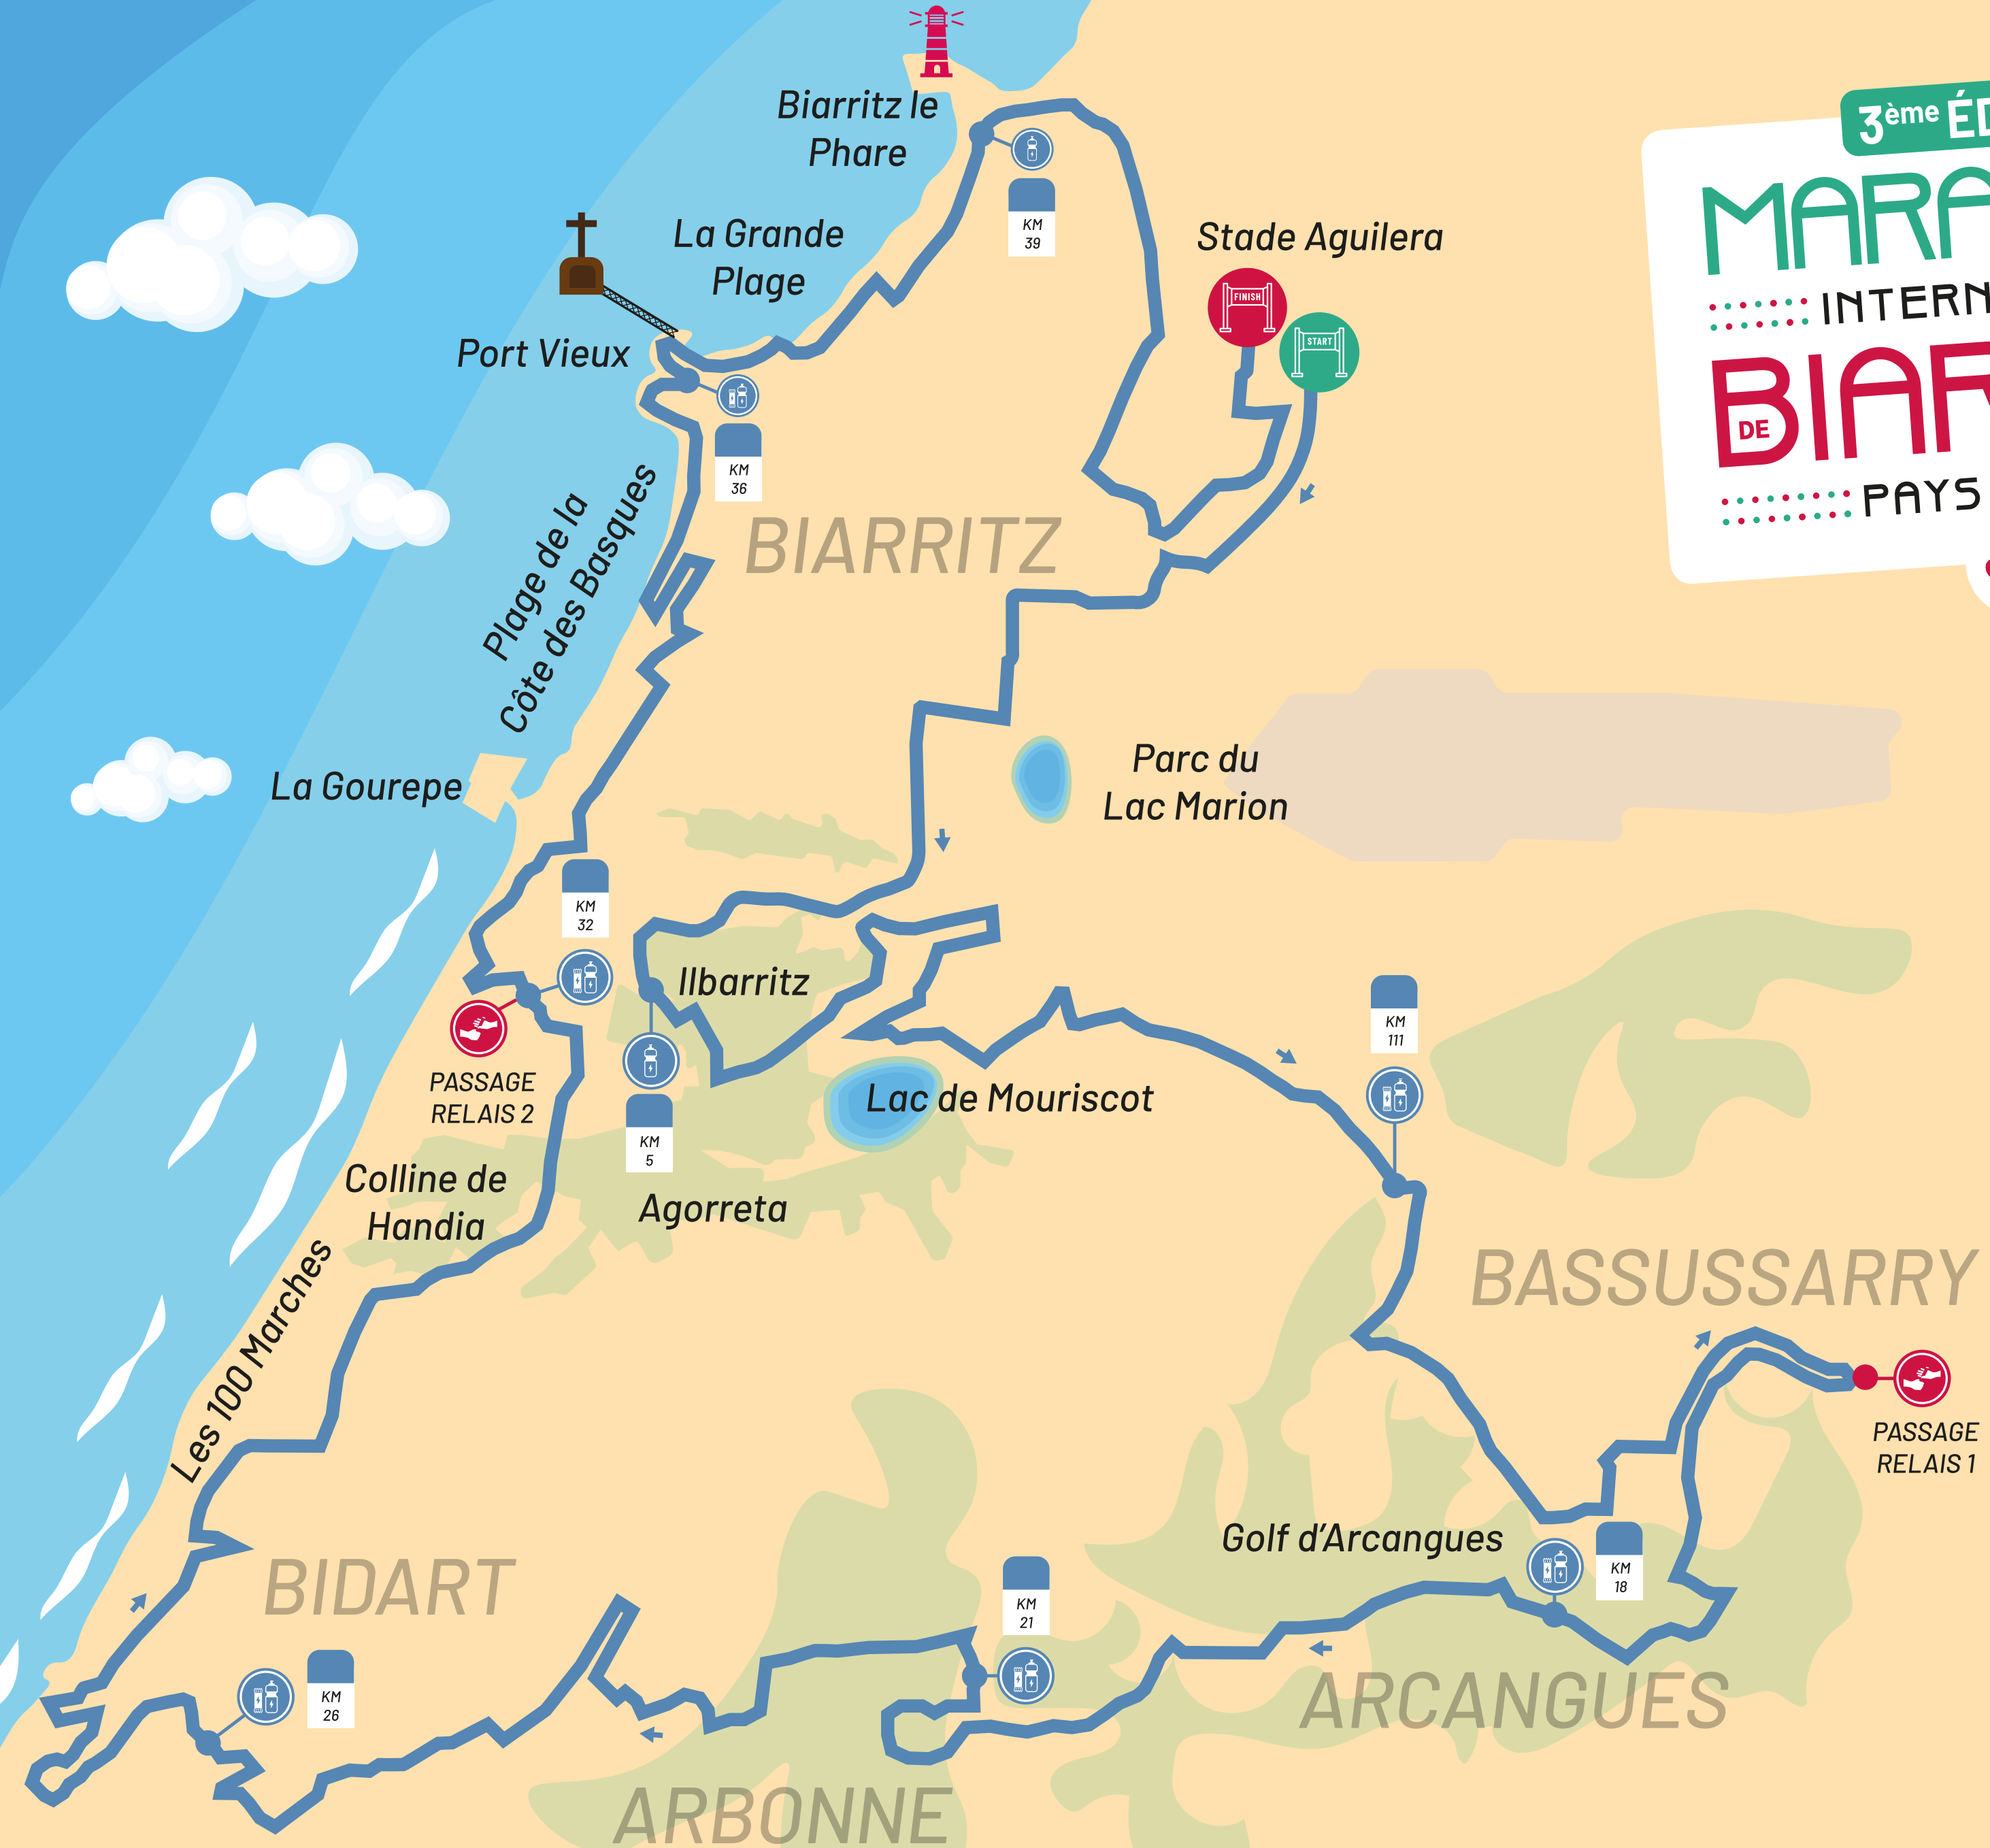 Biarritz le
Phare
3ème ÉD
MARA
INTERN
BIAR
DE
PAYS
KM
39
La Grande
Plage
Stade Aguilera
FINISH
START
Port Vieux
KM
36
BIARRITZ
Plage de la
Côte des Basques
La Gourepe
Parc du
Lac Marion
KM
32
Ilbarritz
PASSAGE
RELAIS 2
KM
5
Lac de Mouriscot
KM
111
Colline de
Handia
Agorreta
Les 100 Marches
BASSUSSARRY
PASSAGE
RELAIS 1
Golf d'Arcangues
KM
18
BIDART
KM
21
KM
26
ARCANGUES
ARBONNE